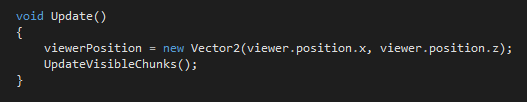 void Update()
{
    viewerPosition = new Vector2(viewer.position.x, viewer.position.z);
    UpdateVisibleChunks();
}